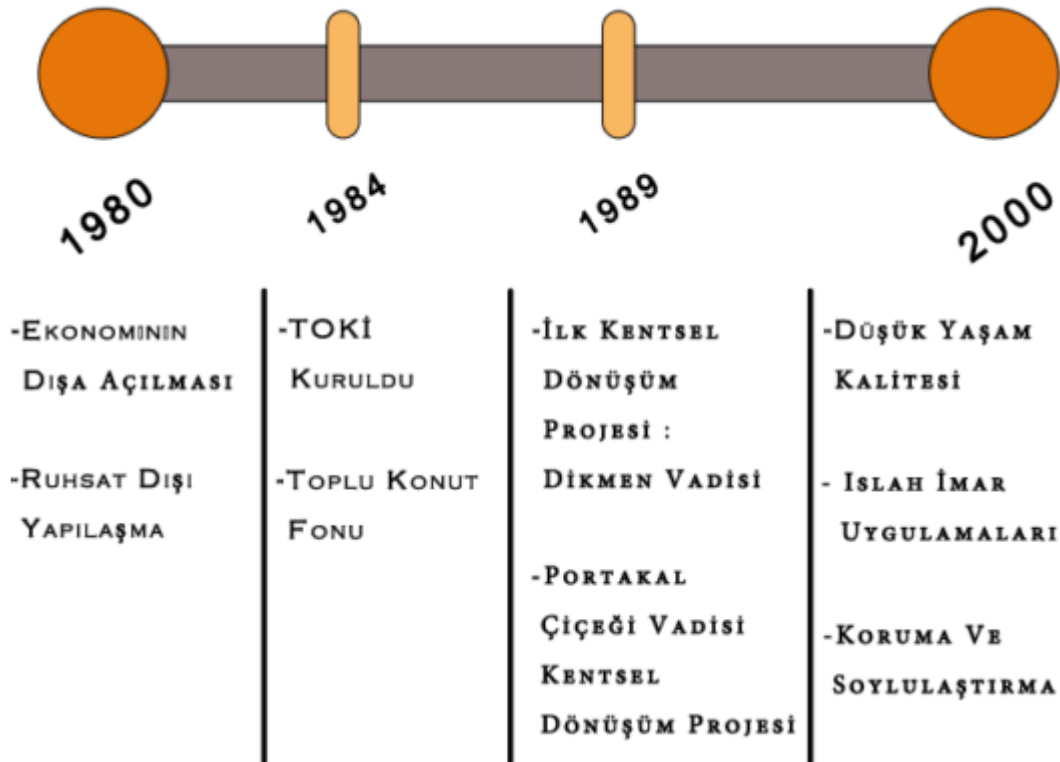 1980
1984
1989
2000
-Ekonominin
Dışa Açılması
-Ruhsat Dışı
Yapılaşma
-TOKİ
Kuruldu
-Toplu Konut
Fonu
-İlk Kentsel
Dönüşüm
Projesi :
Dikmen Vadisi
-Portakal
Çiçeği Vadisi
Kentsel
Dönüşüm Projesi
-Düşük Yaşam
Kalitesi
- Islah İmar
Uygulamaları
-Koruma Ve
Soylulaştırma